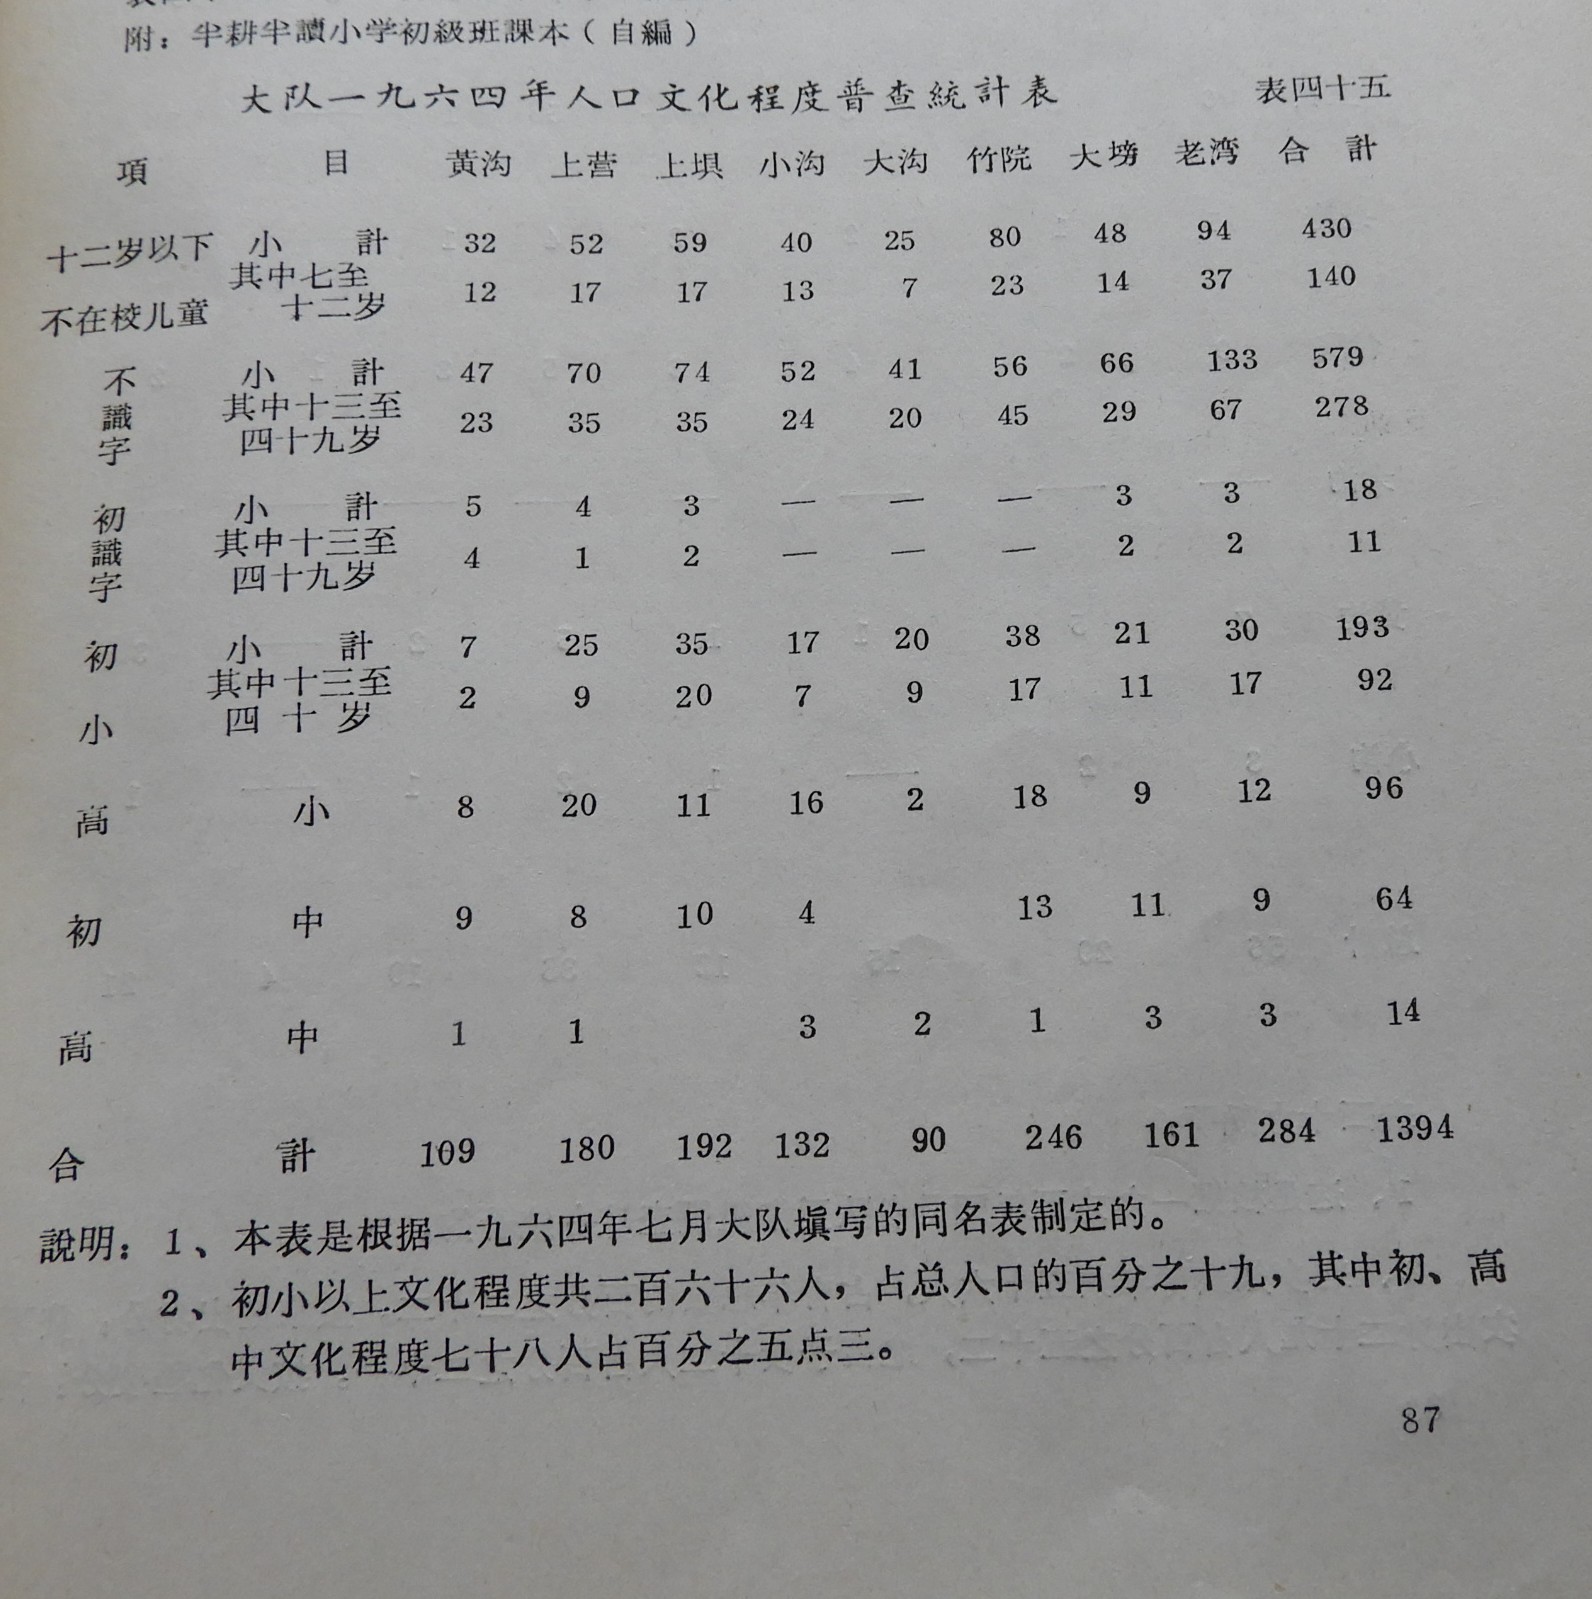 附：半耕半讀小学初級班課本（自編）
大队一九六四年人口文化程度普查統計表 表四十五
項 目 黃沟 上营 上埧 小沟 大沟 竹院 大塝 老湾 合計
十二岁以下 小計 32 52 59 40 25 80 48 94 430
不在校儿童 其中七至十二岁 12 17 17 13 7 23 14 37 140
不識字 小計 47 70 74 52 41 56 66 133 579
其中十三至四十九岁 23 35 35 24 20 45 29 67 278
初識字 小計 5 4 3 — — — 3 3 18
其中十三至四十九岁 4 1 2 — — — 2 2 11
初小 小計 7 25 35 17 20 38 21 30 193
其中十三至四十岁 2 9 20 7 9 17 11 17 92
高小 8 20 11 16 2 18 9 12 96
初中 9 8 10 4 13 11 9 64
高中 1 1 3 2 1 3 3 14
合計 109 180 192 132 90 246 161 284 1394
說明：1、本表是根据一九六四年七月大队塡写的同名表制定的。
2、初小以上文化程度共二百六十六人，占总人口的百分之十九，其中初、高
中文化程度七十八人占百分之五点三。
87